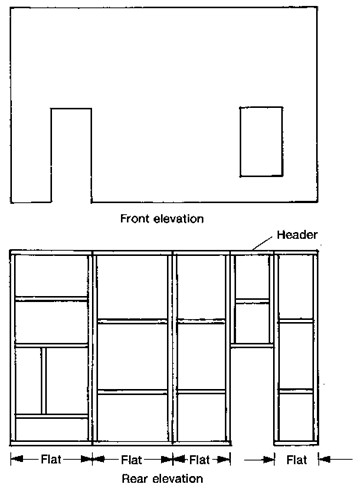 Front elevation
Header
Flat Flat Flat Flat
Rear elevation